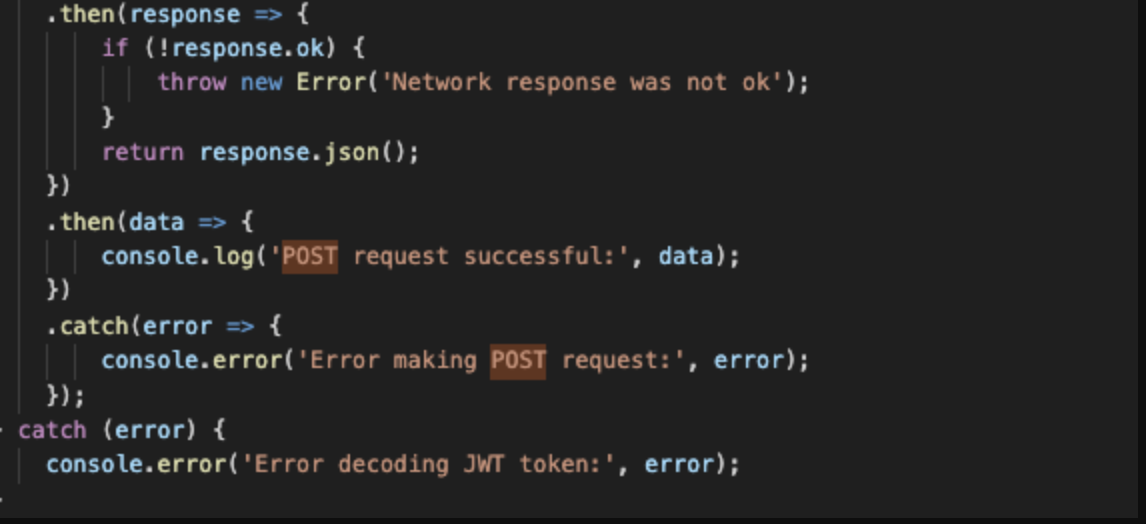 .then(response => {
if (!response.ok) {
throw new Error('Network response was not ok');
}
return response.json();
})
.then(data => {
console.log('POST request successful:', data);
})
.catch(error => {
console.error('Error making POST request:', error);
});
catch (error) {
console.error('Error decoding JWT token:', error);